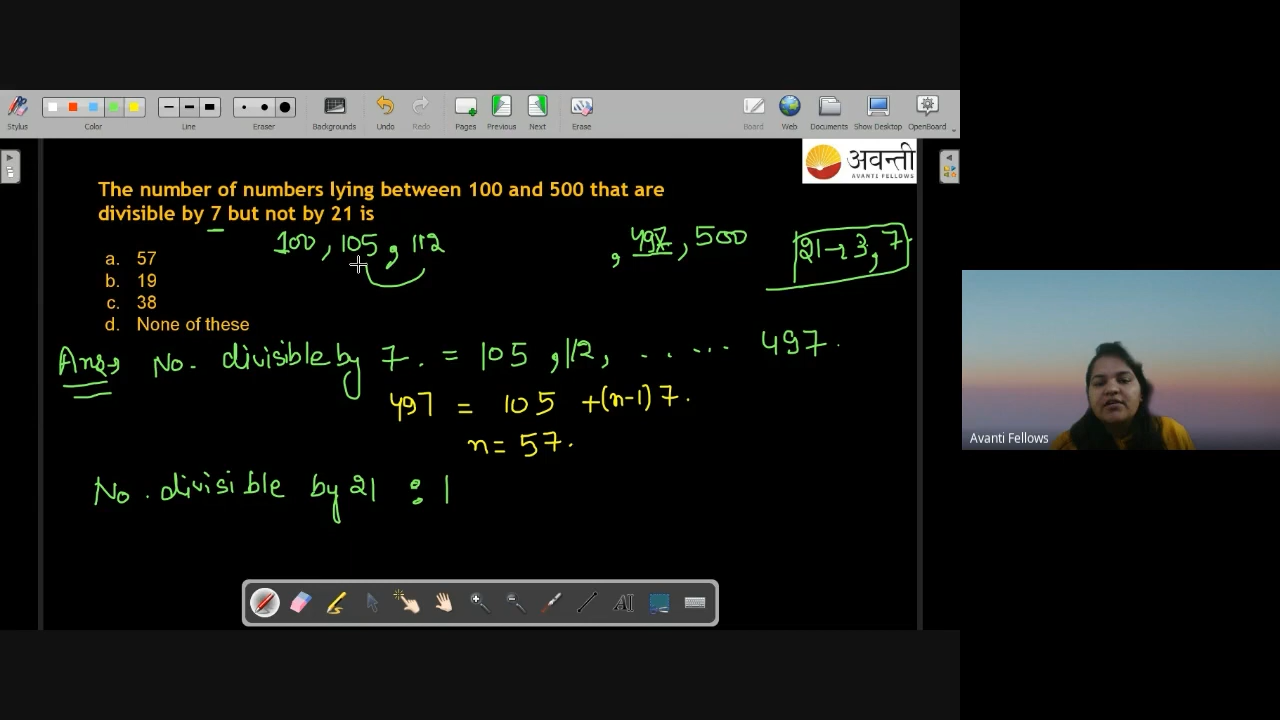 Stylus
Color
Line
Eraser
Backgrounds
Undo
Redo
Pages
Previous
Next
Erase
Board
Web
Documents
Show Desktop
OpenBoard
अवन्ती
AVANTI FELLOWS
The number of numbers lying between 100 and 500 that are
divisible by 7 but not by 21 is
100, 105, 112 , 497, 500
21→3, 7
a. 57
b. 19
c. 38
d. None of these
Ans→ No. divisible by 7. = 105, 112, ...... 497.
497 = 105 +(n-1)7.
n= 57.
No. divisible by 21 : 1
Avanti Fellows
AI